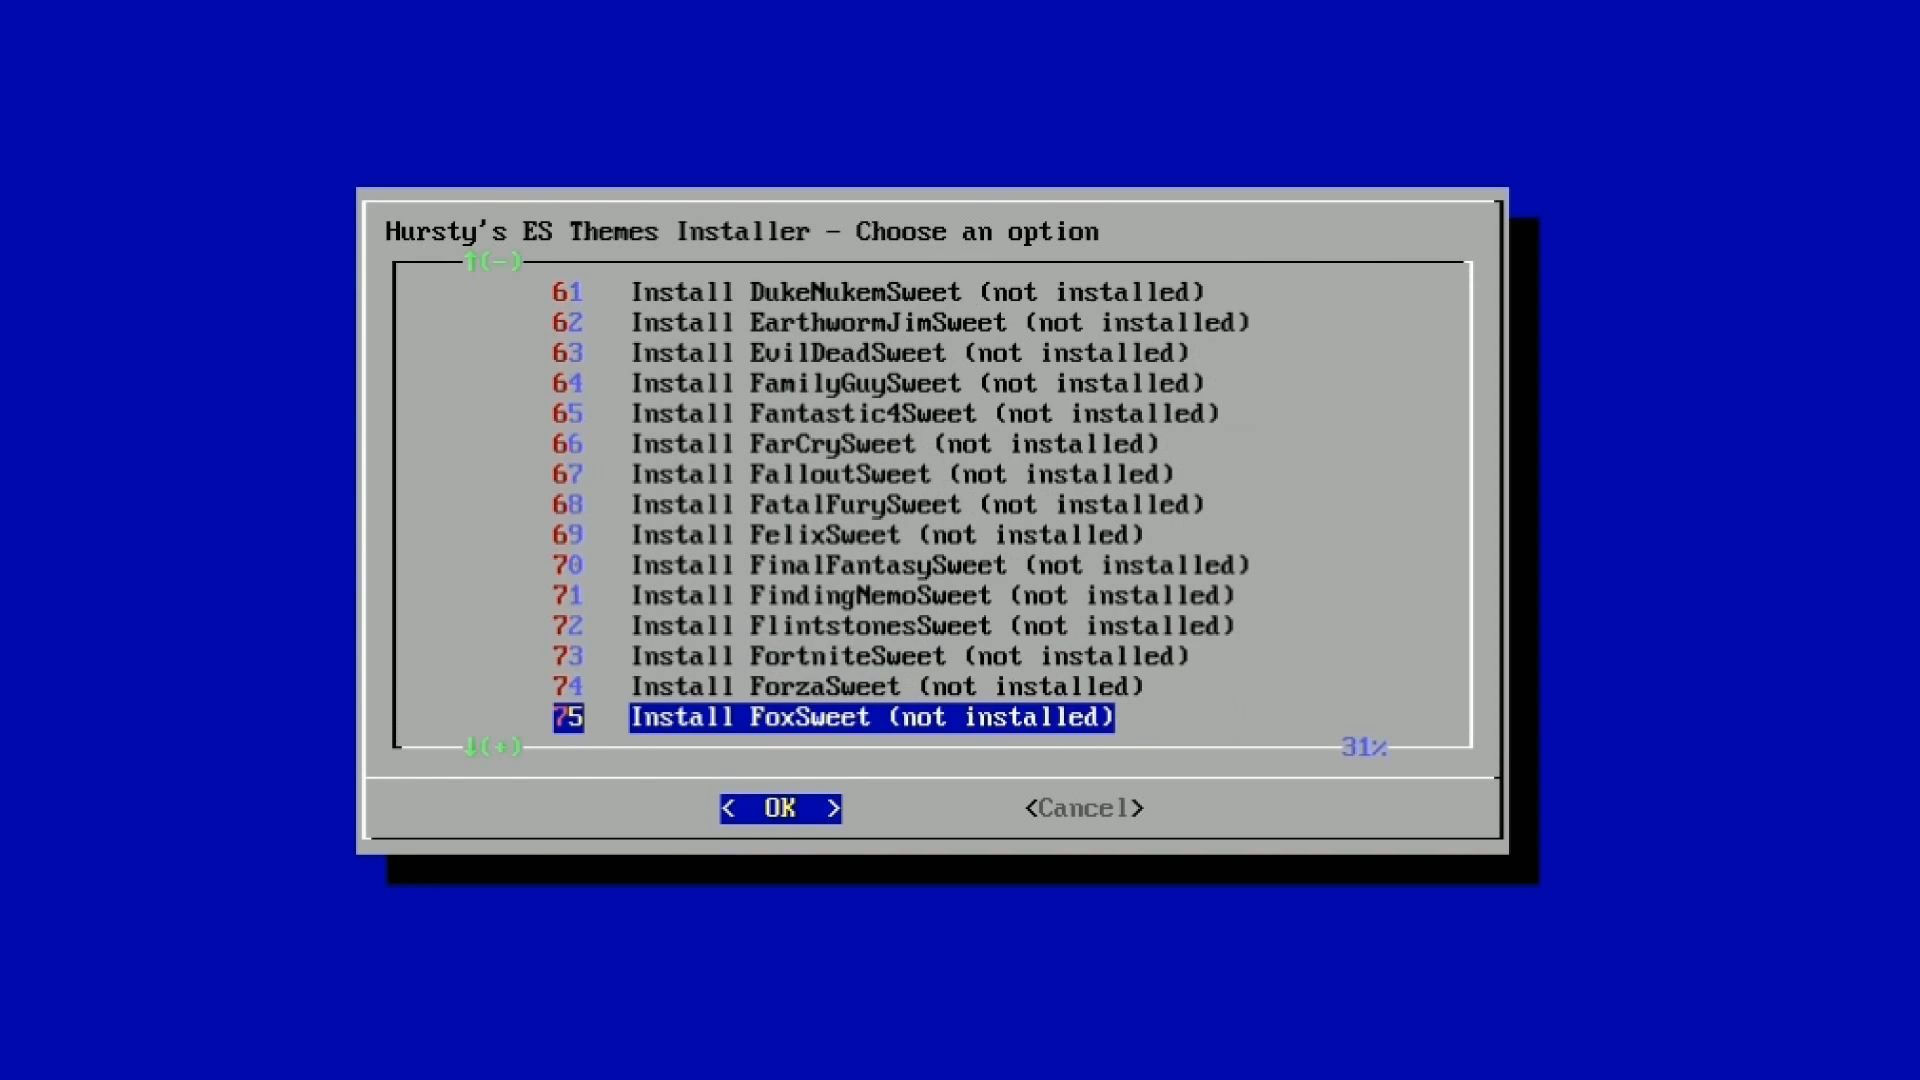 Hursty's ES Themes Installer - Choose an option
↑(-)
61 Install DukeNukemSweet (not installed)
62 Install EarthwormJimSweet (not installed)
63 Install EvilDeadSweet (not installed)
64 Install FamilyGuySweet (not installed)
65 Install Fantastic4Sweet (not installed)
66 Install FarCrySweet (not installed)
67 Install FalloutSweet (not installed)
68 Install FatalFurySweet (not installed)
69 Install FelixSweet (not installed)
70 Install FinalFantasySweet (not installed)
71 Install FindingNemoSweet (not installed)
72 Install FlintstonesSweet (not installed)
73 Install FortniteSweet (not installed)
74 Install ForzaSweet (not installed)
75 Install FoxSweet (not installed)
↓(+) 31%
< OK > <Cancel>